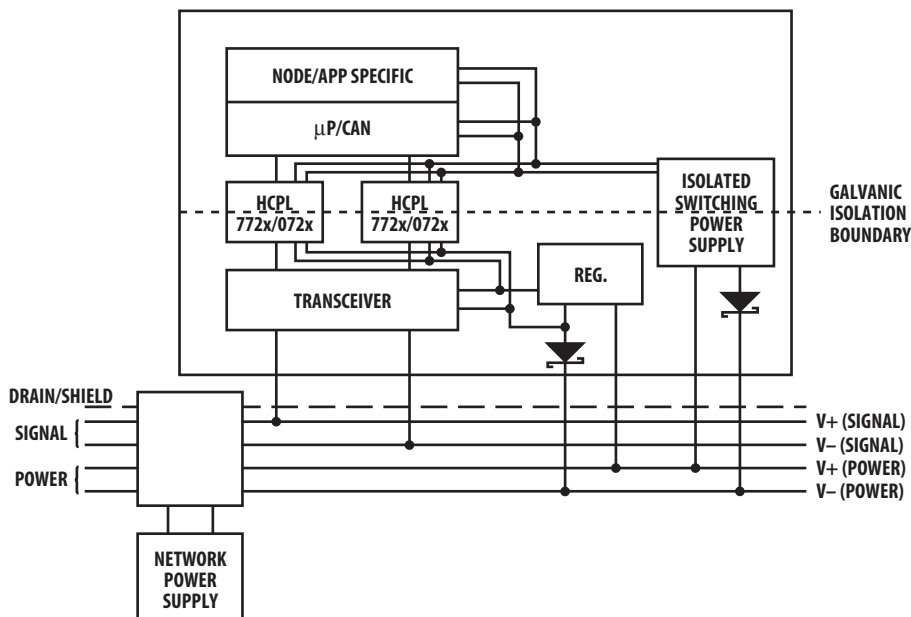 NODE/APP SPECIFIC
µP/CAN
HCPL
772x/072x
HCPL
772x/072x
ISOLATED
SWITCHING
POWER
SUPPLY
GALVANIC
ISOLATION
BOUNDARY
TRANSCEIVER
REG.
DRAIN/SHIELD
SIGNAL
POWER
V+ (SIGNAL)
V– (SIGNAL)
V+ (POWER)
V– (POWER)
NETWORK
POWER
SUPPLY